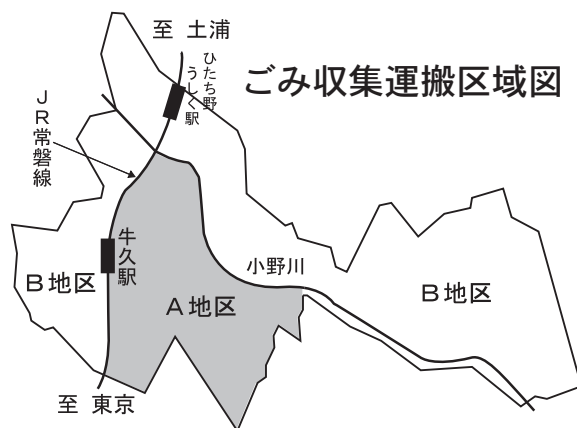 至 土浦
ひたち野
うしく駅
ごみ収集運搬区域図
JR常磐線
牛久駅
小野川
B地区
A地区
B地区
至 東京